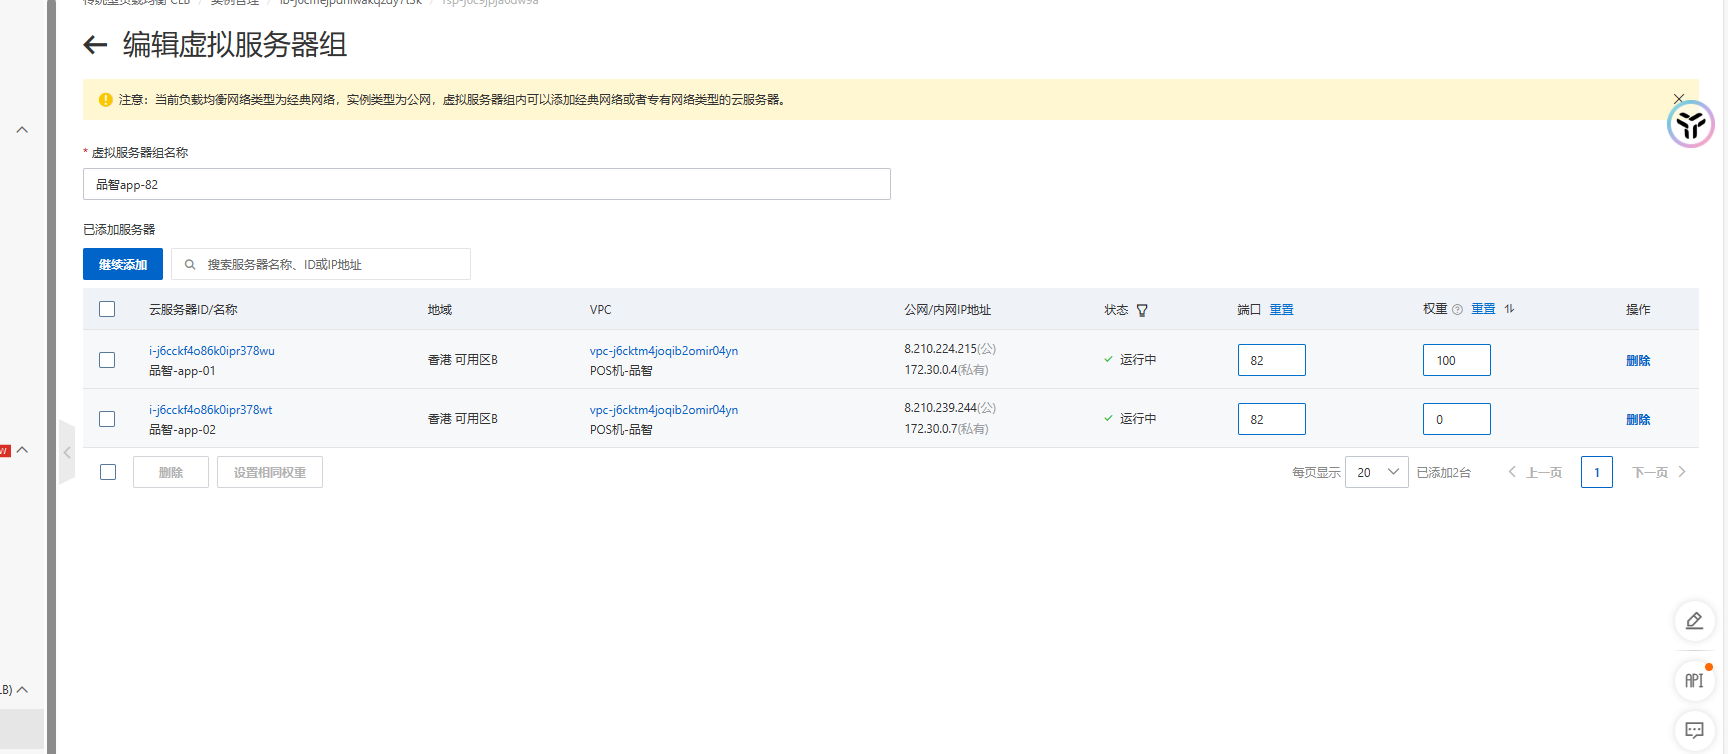 编辑虚拟服务器组
注意：当前负载均衡网络类型为经典网络，实例类型为公网，虚拟服务器组内可以添加经典网络或者专有网络类型的云服务器。
* 虚拟服务器组名称
品智app-82
已添加服务器
继续添加
搜索服务器名称、ID或IP地址
云服务器ID/名称 地域 VPC 公网/内网IP地址 状态 端口 重置 权重 重置 操作
i-j6cckf4o86k0ipr378wu
品智-app-01
香港 可用区B
vpc-j6cktm4joqib2omir04yn
POS机-品智
8.210.224.215(公)
172.30.0.4(私有)
运行中
82
100
删除
i-j6cckf4o86k0ipr378wt
品智-app-02
香港 可用区B
vpc-j6cktm4joqib2omir04yn
POS机-品智
8.210.239.244(公)
172.30.0.7(私有)
运行中
82
0
删除
删除 设置相同权重 每页显示 20 已添加2台 上一页 1 下一页
LB)
API